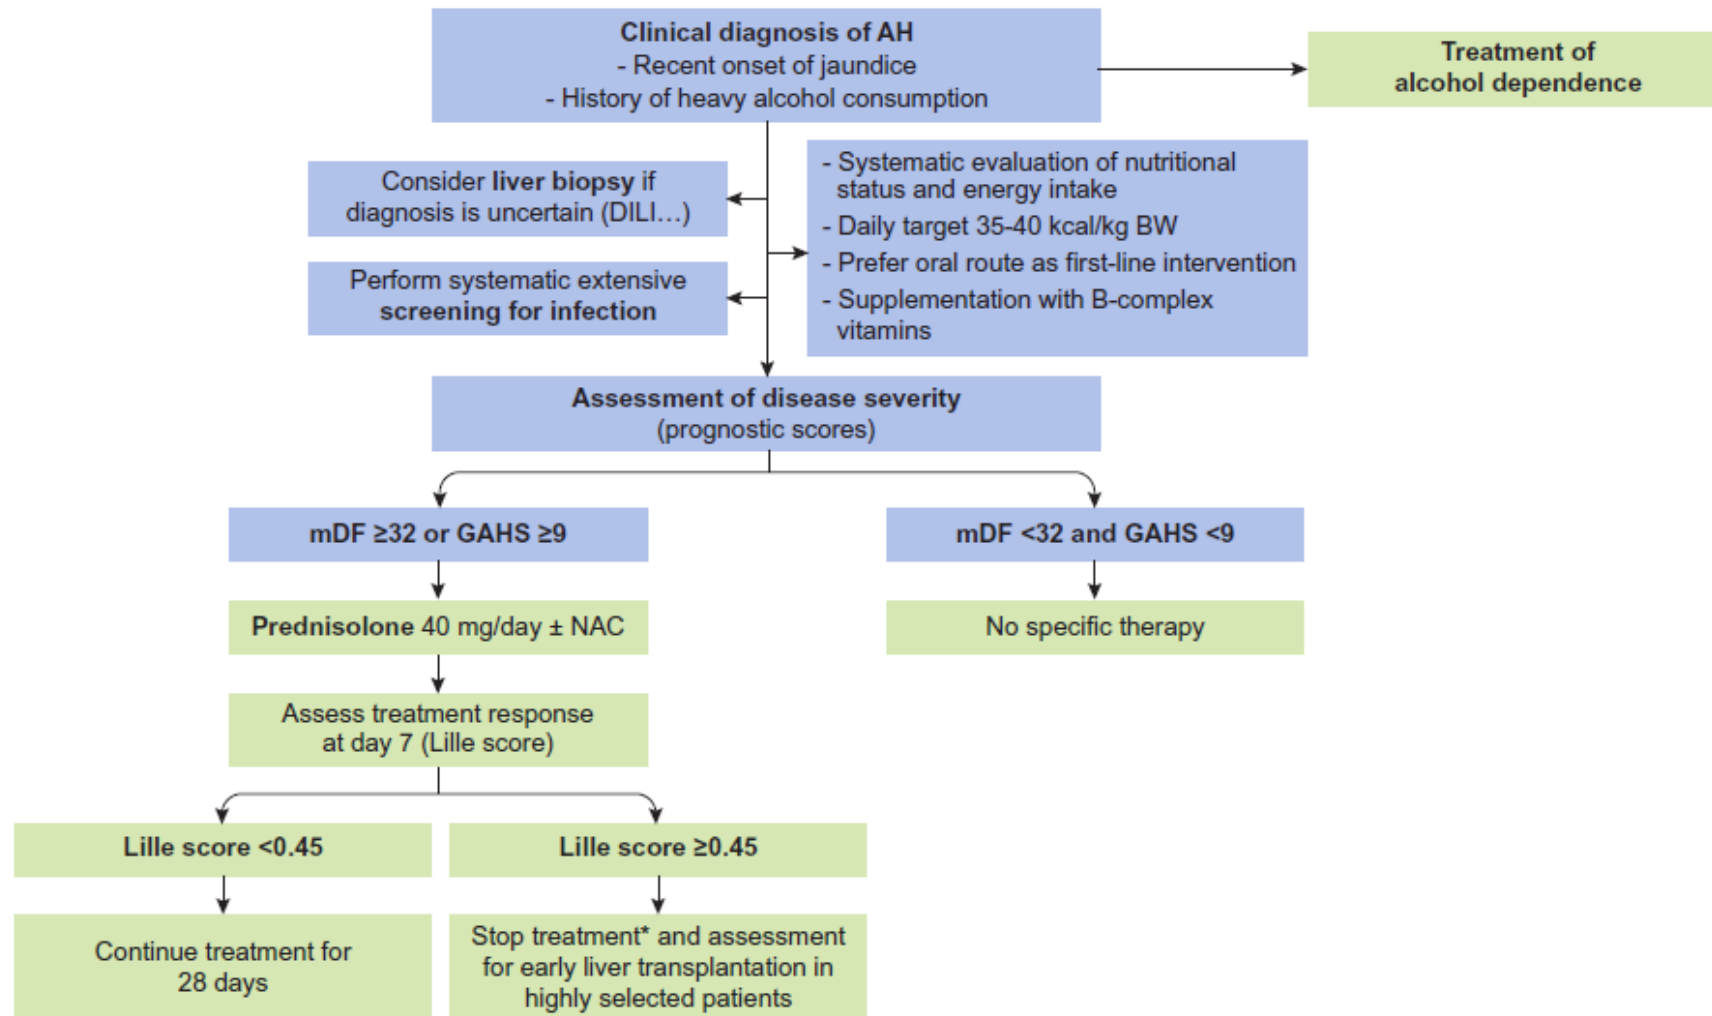 Clinical diagnosis of AH
- Recent onset of jaundice
- History of heavy alcohol consumption
Treatment of
alcohol dependence
Consider liver biopsy if
diagnosis is uncertain (DILI…)
Perform systematic extensive
screening for infection
- Systematic evaluation of nutritional
status and energy intake
- Daily target 35-40 kcal/kg BW
- Prefer oral route as first-line intervention
- Supplementation with B-complex
vitamins
Assessment of disease severity
(prognostic scores)
mDF ≥32 or GAHS ≥9
mDF <32 and GAHS <9
Prednisolone 40 mg/day ± NAC
No specific therapy
Assess treatment response
at day 7 (Lille score)
Lille score <0.45
Lille score ≥0.45
Continue treatment for
28 days
Stop treatment* and assessment
for early liver transplantation in
highly selected patients